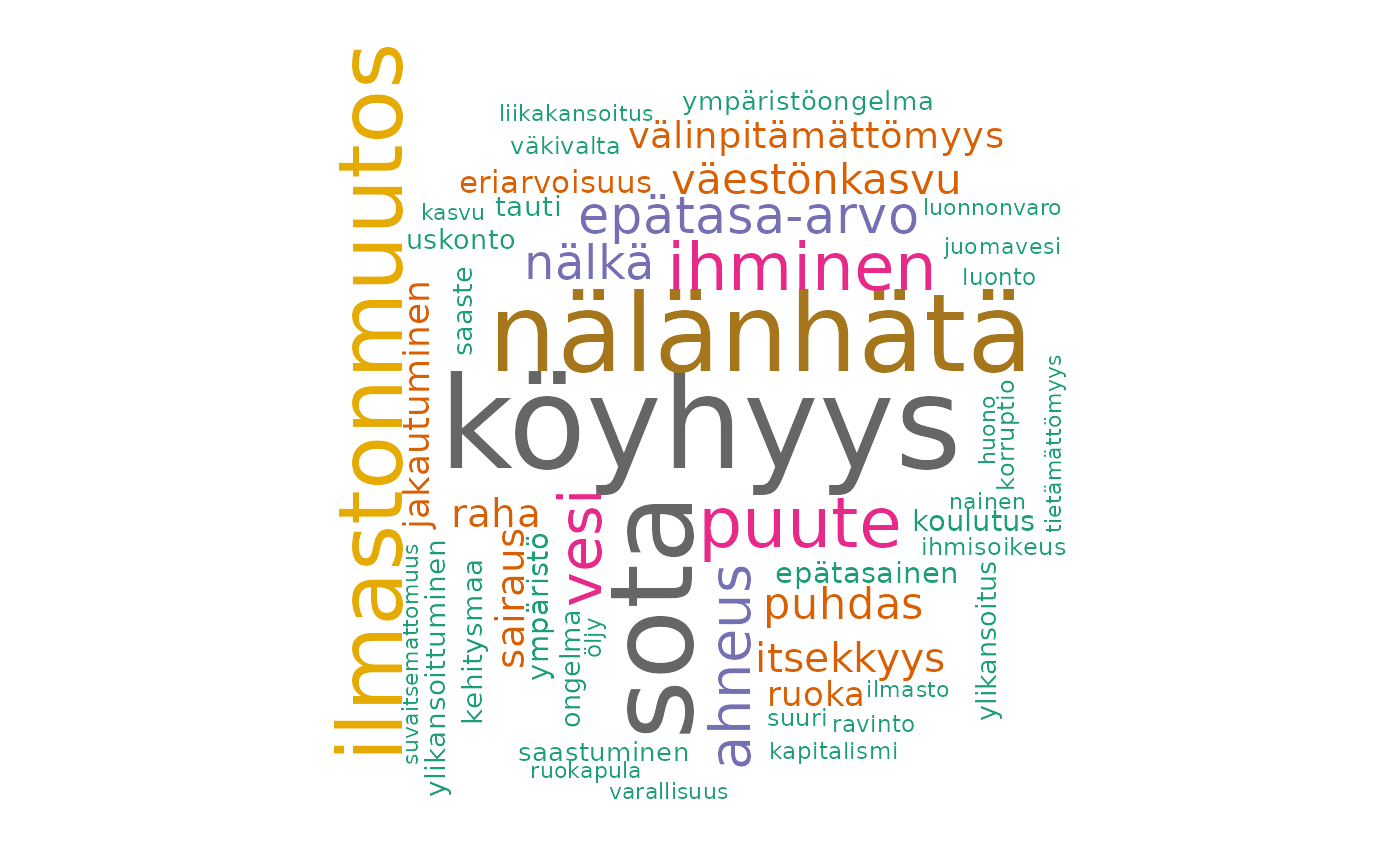 ilmastonmuutos
liikakansoitus
ympäristöongelma
väkivalta
välinpitämättömyys
eriarvoisuus
väestönkasvu
kasvu
tauti
epätasa-arvo
luonnonvaro
uskonto
nälkä
ihminen
juomavesi
luonto
saaste
jakautuminen
nälänhätä
köyhyys
huono
korruptio
tietämättömyys
raha
vesi
sota
puute
nainen
koulutus
ihmisoikeus
suvaitsemattomuus
ylikansoittuminen
kehitysmaa
sairaus
ympäristö
ongelma
öljy
ahneus
epätasainen
puhdas
ylikansoitus
itsekkyys
ruoka
ilmasto
suuri
ravinto
saastuminen
kapitalismi
ruokapula
varallisuus